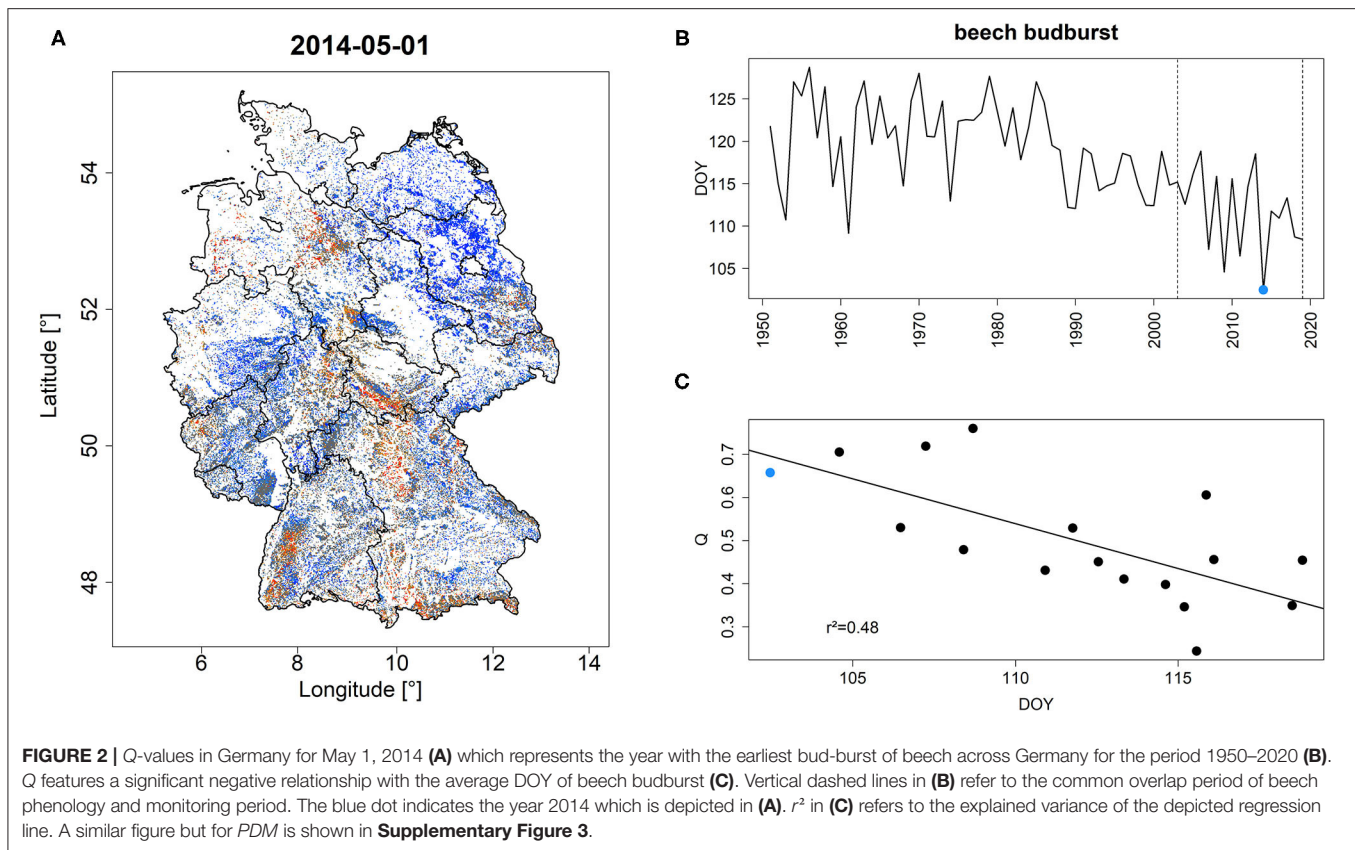 A
2014-05-01
Latitude [°]
54
52
50
48
6 8 10 12 14
Longitude [°]
B
beech budburst
DOY
125
120
115
105
1950 1960 1970 1980 1990 2000 2010 2020
C
Q
0.7
0.6
0.5
0.4
0.3
r²=0.48
105 110 115
DOY
FIGURE 2 | Q-values in Germany for May 1, 2014 (A) which represents the year with the earliest bud-burst of beech across Germany for the period 1950–2020 (B).
Q features a significant negative relationship with the average DOY of beech budburst (C). Vertical dashed lines in (B) refer to the common overlap period of beech
phenology and monitoring period. The blue dot indicates the year 2014 which is depicted in (A). r² in (C) refers to the explained variance of the depicted regression
line. A similar figure but for PDM is shown in Supplementary Figure 3.